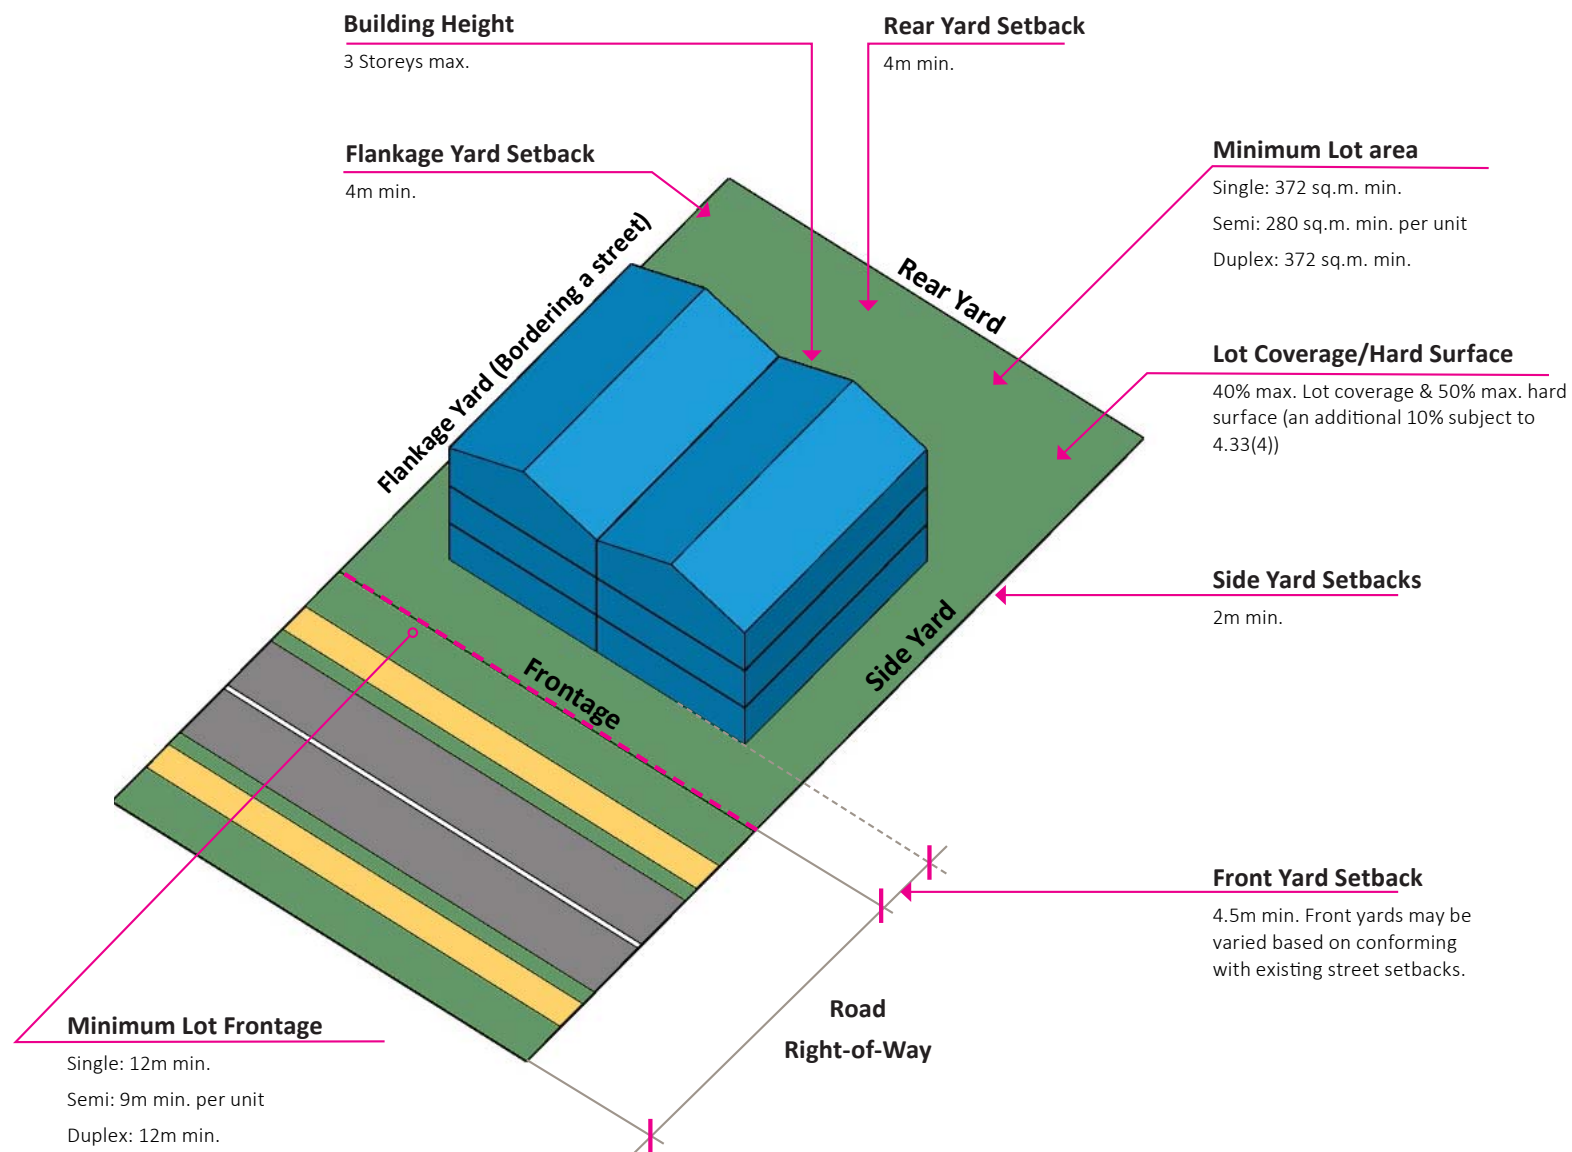 Building Height
3 Storeys max.
Rear Yard Setback
4m min.
Flankage Yard Setback
4m min.
Minimum Lot area
Single: 372 sq.m. min.
Semi: 280 sq.m. min. per unit
Duplex: 372 sq.m. min.
Flankage Yard (Bordering a street)
Rear Yard
Lot Coverage/Hard Surface
40% max. Lot coverage & 50% max. hard
surface (an additional 10% subject to
4.33(4))
Side Yard Setbacks
2m min.
Side Yard
Frontage
Front Yard Setback
4.5m min. Front yards may be
varied based on conforming
with existing street setbacks.
Road
Right-of-Way
Minimum Lot Frontage
Single: 12m min.
Semi: 9m min. per unit
Duplex: 12m min.